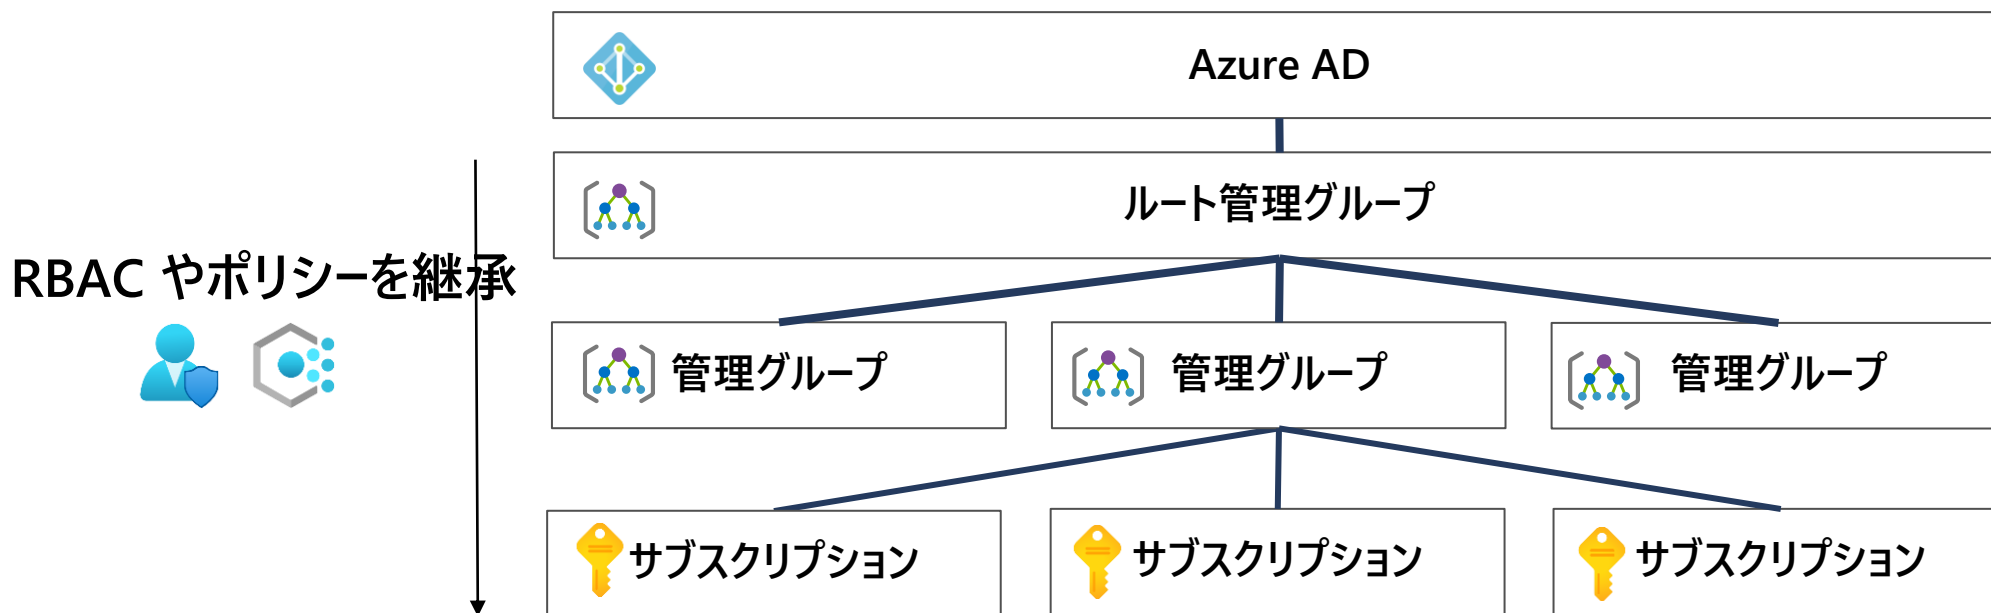 Azure AD
ルート管理グループ
RBAC やポリシーを継承
管理グループ
管理グループ
管理グループ
サブスクリプション
サブスクリプション
サブスクリプション